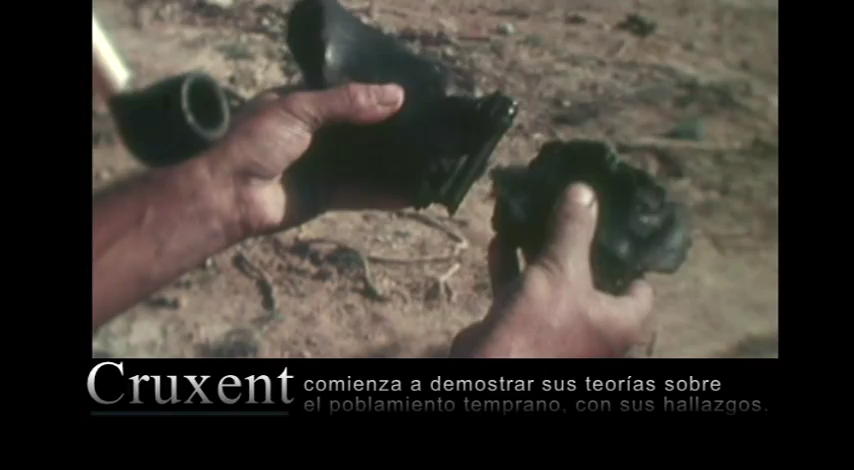 Cruxent comienza a demostrar sus teorías sobre
el poblamiento temprano, con sus hallazgos.